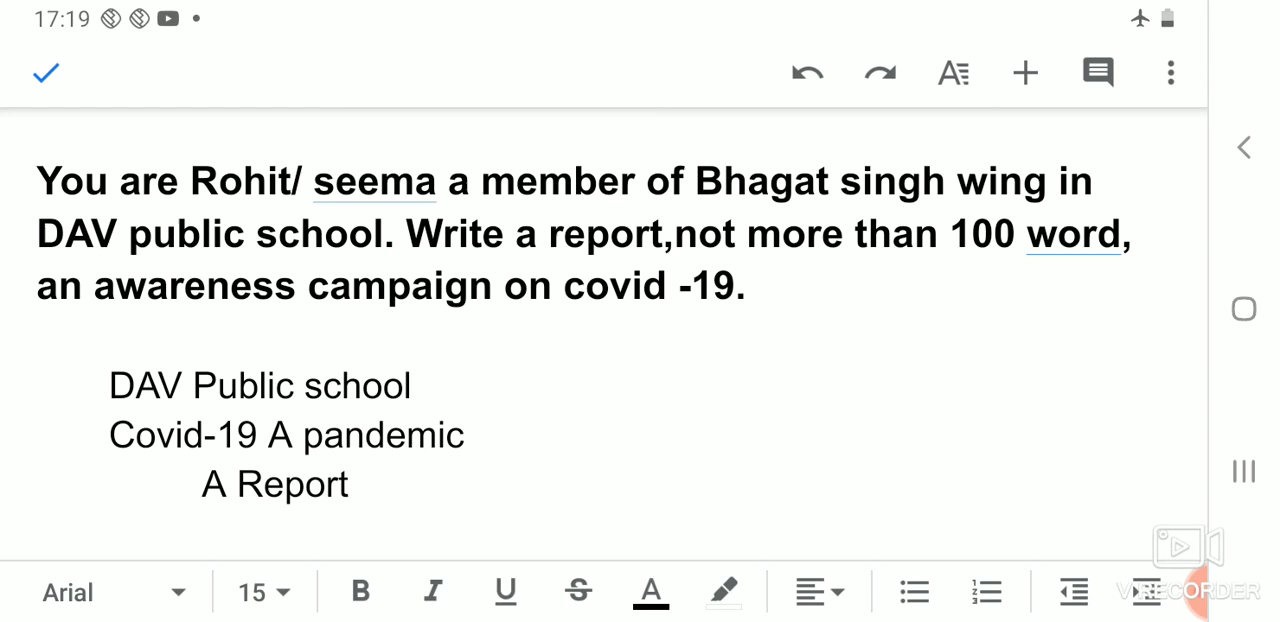 17:19
You are Rohit/ seema a member of Bhagat singh wing in
DAV public school. Write a report,not more than 100 word,
an awareness campaign on covid -19.
DAV Public school
Covid-19 A pandemic
A Report
Arial 15 B I U S A
V RECORDER